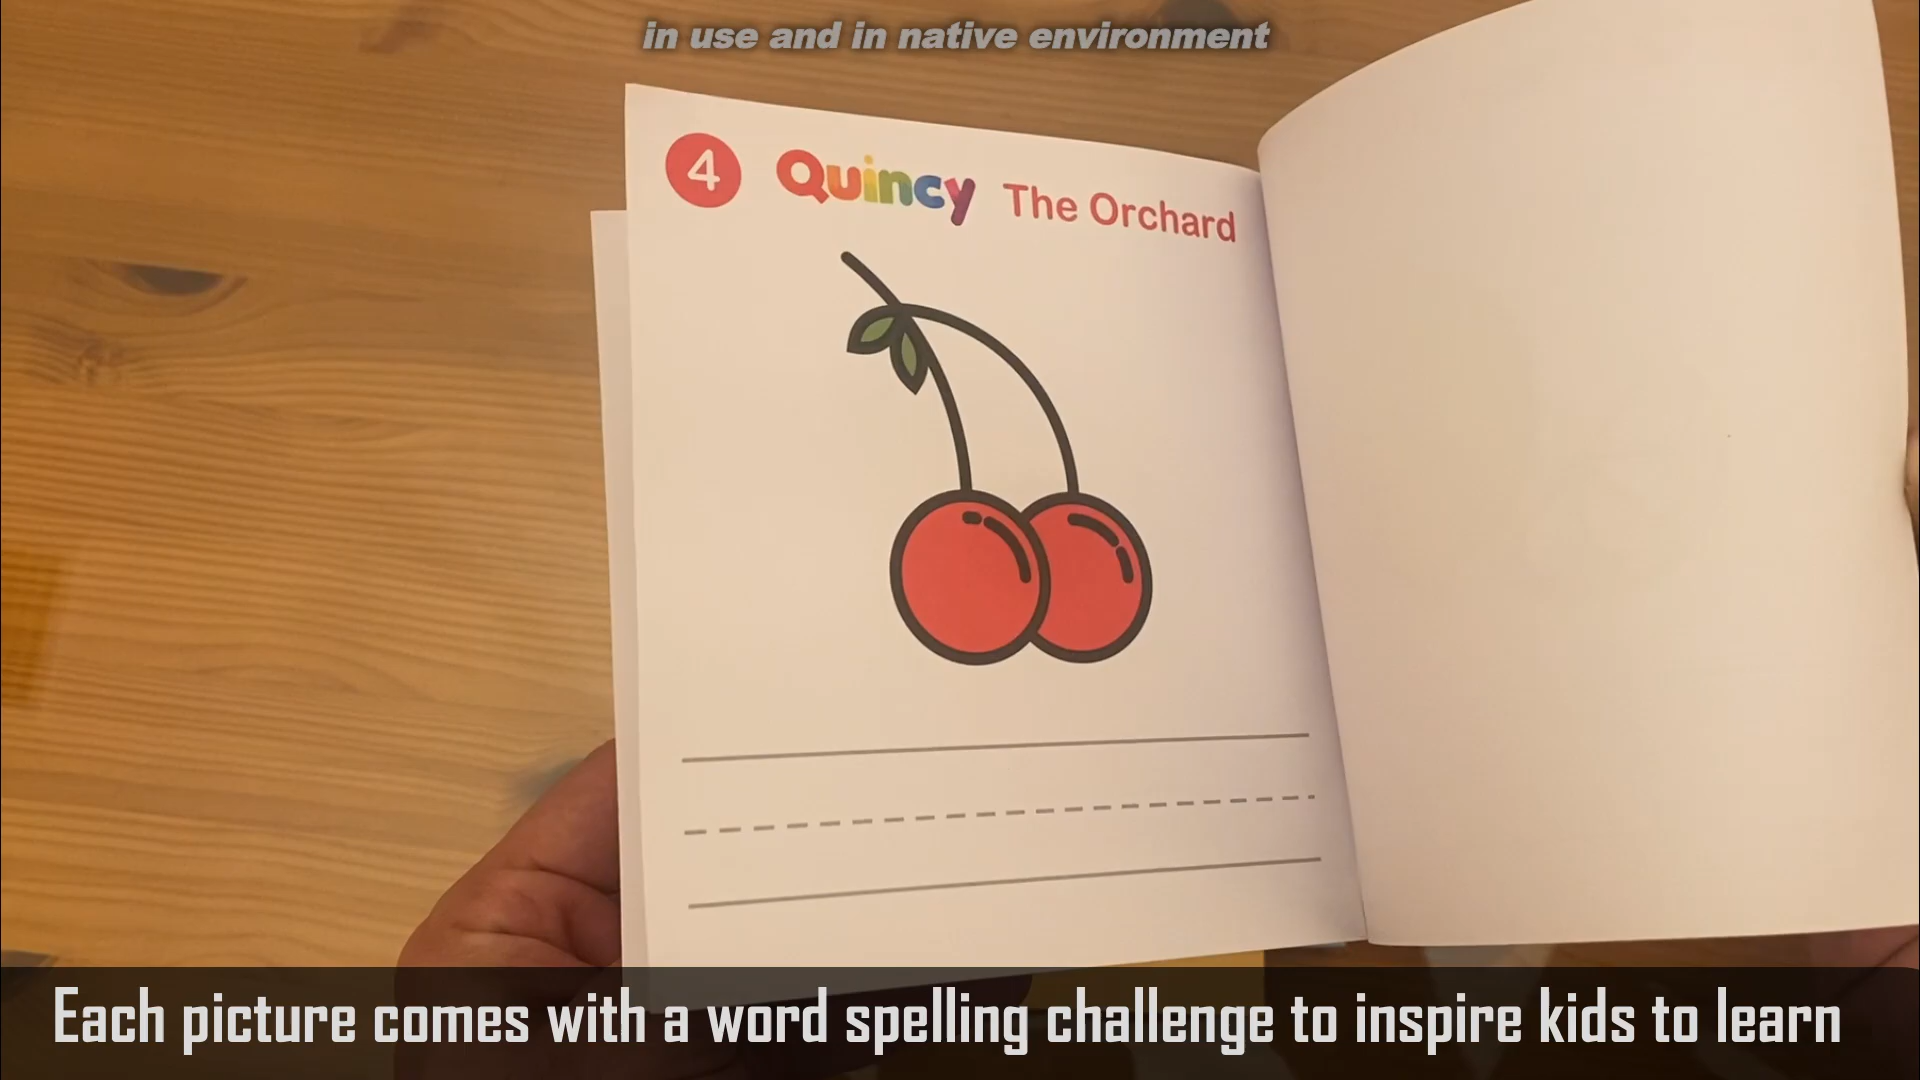 in use and in native environment
4 Quincy The Orchard
Each picture comes with a word spelling challenge to inspire kids to learn